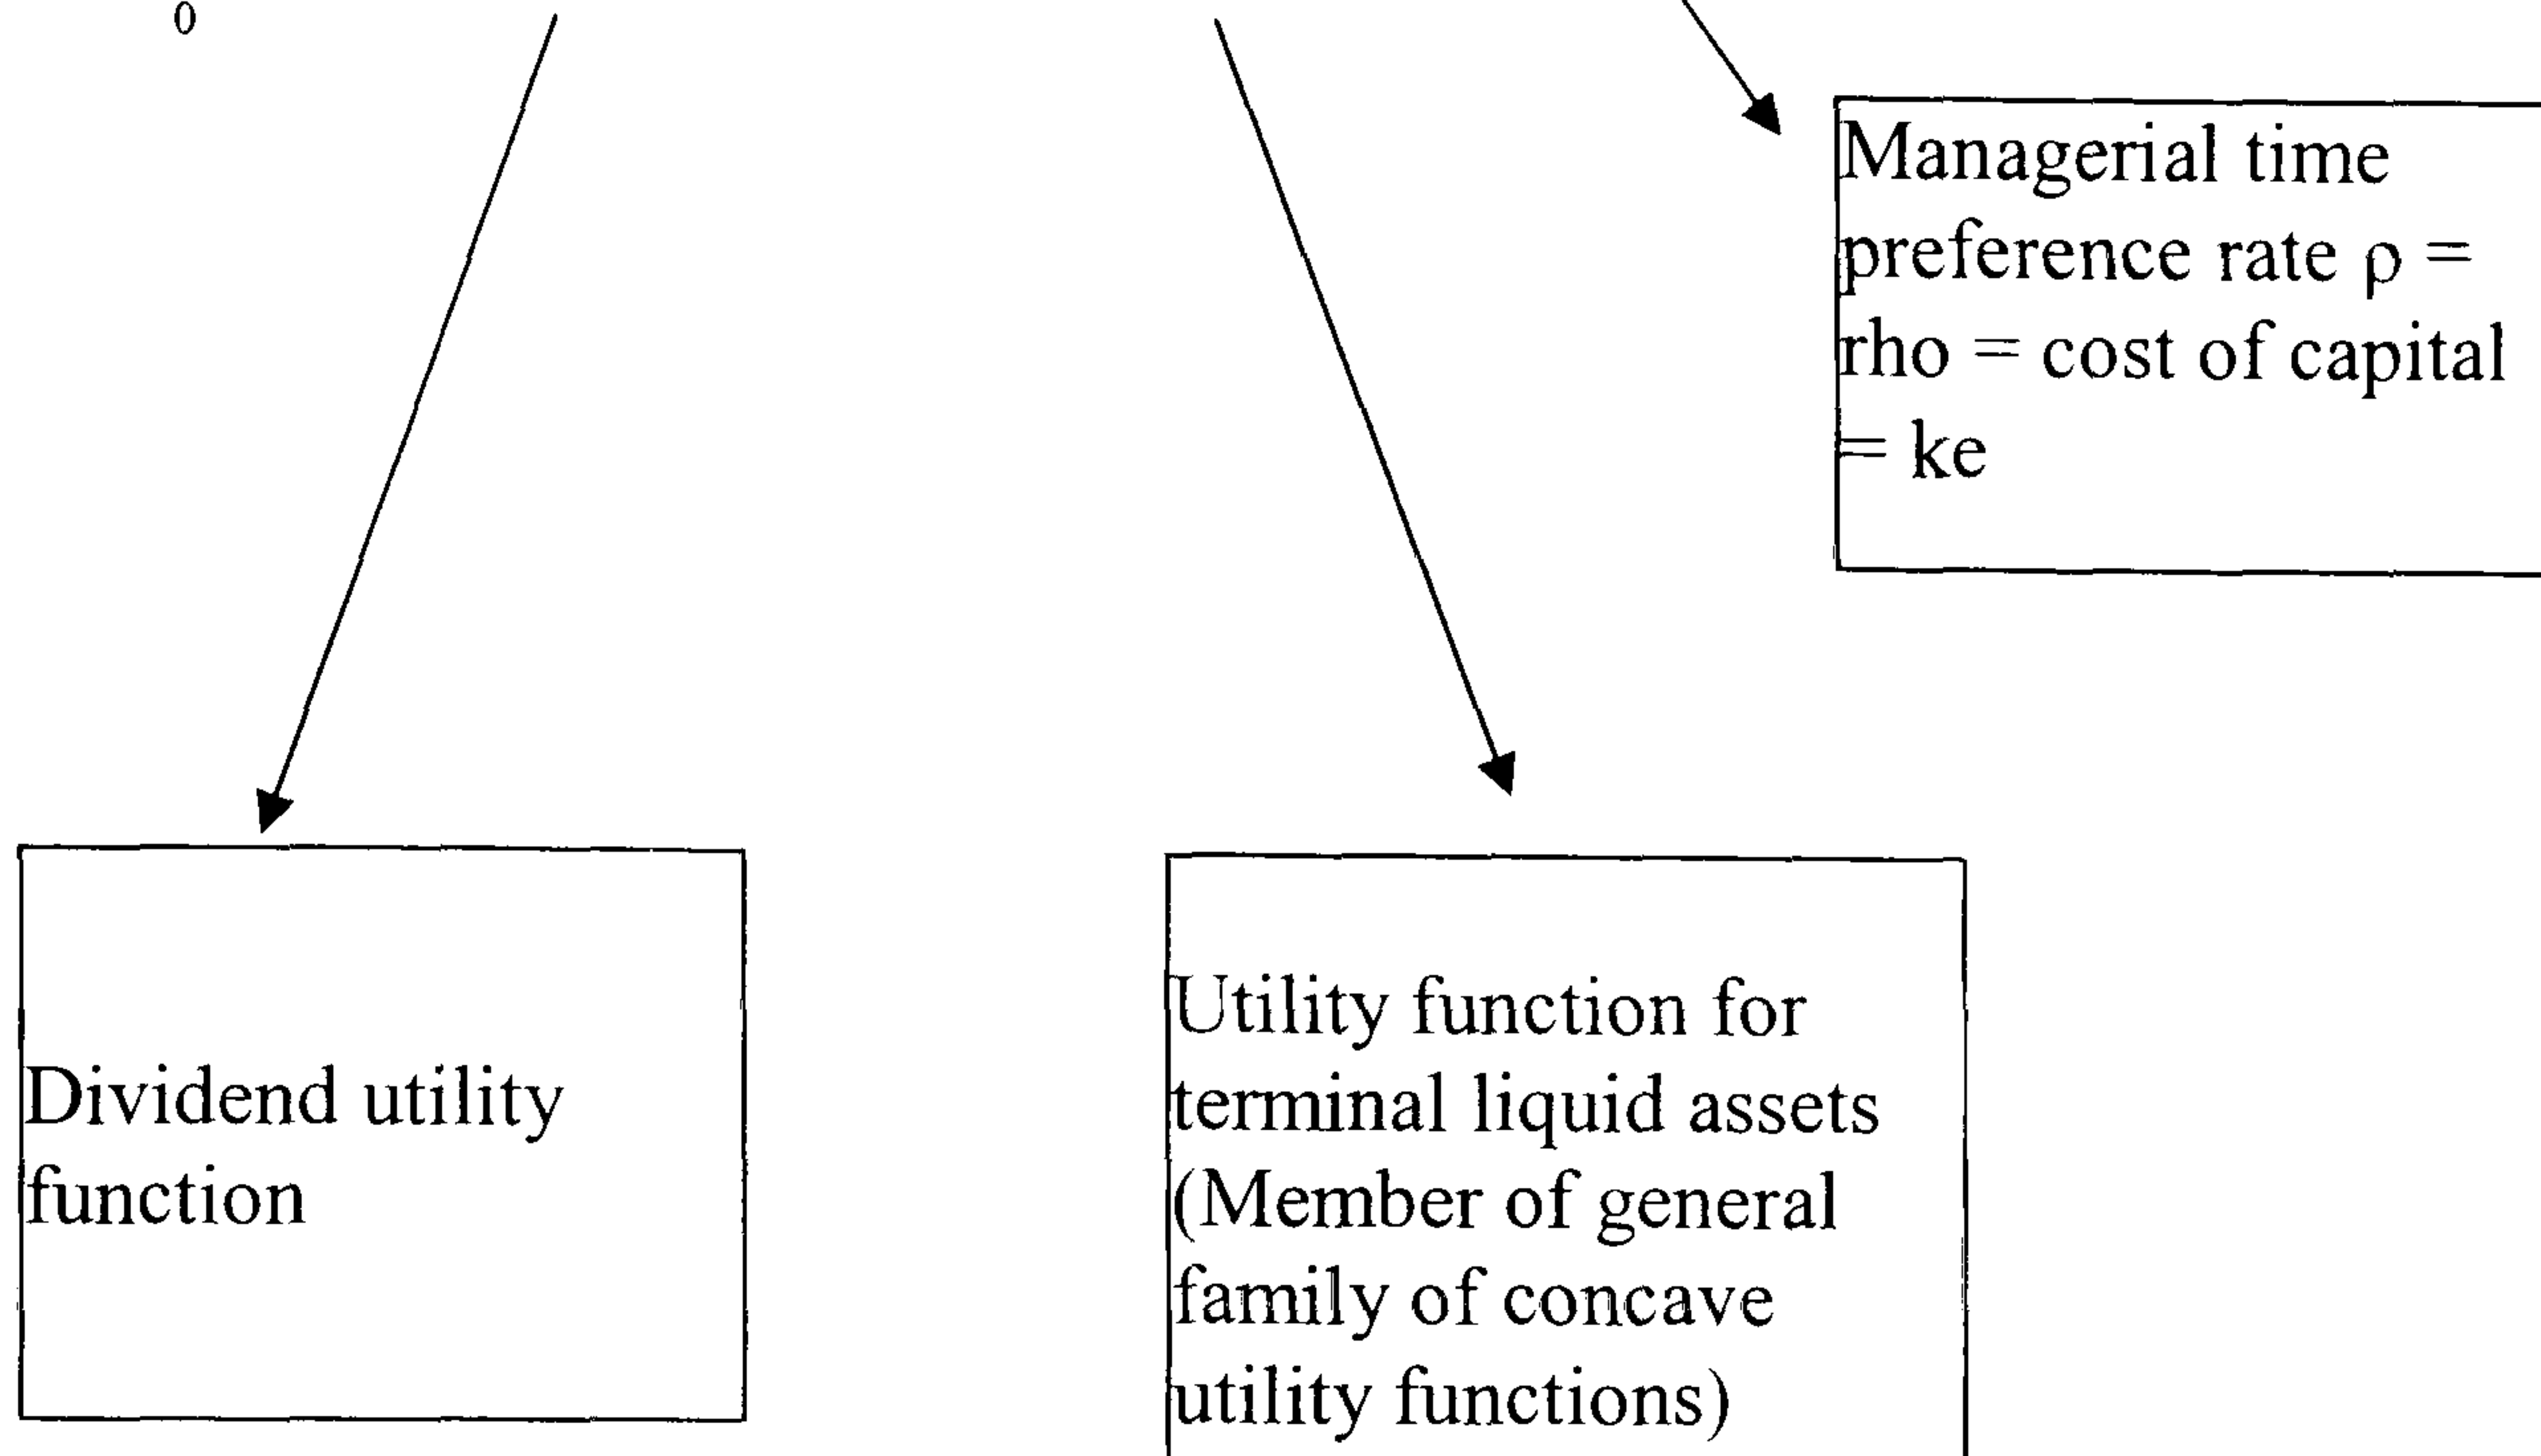 0
Managerial time
preference rate ρ =
rho = cost of capital
= ke
Dividend utility
function
Utility function for
terminal liquid assets
(Member of general
family of concave
utility functions)